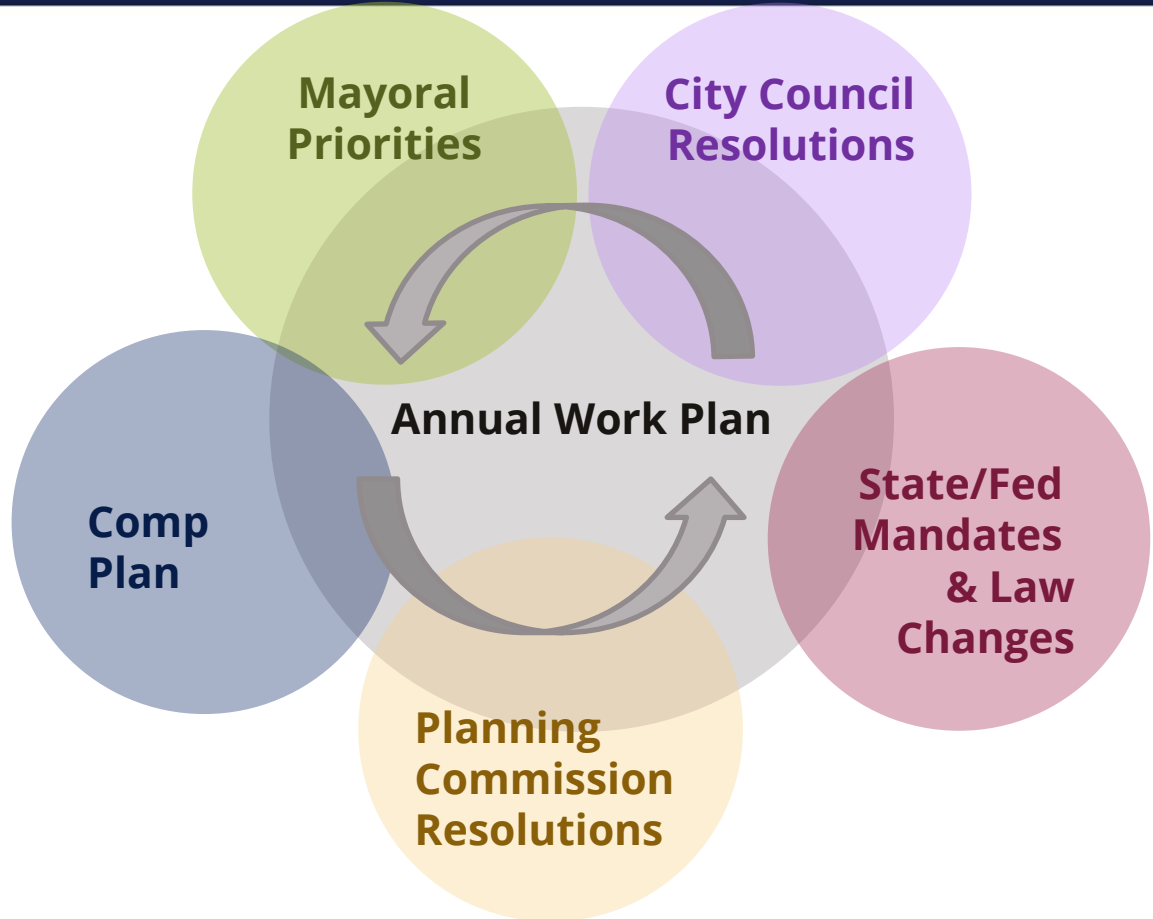 Mayoral
Priorities
City Council
Resolutions
Annual Work Plan
Comp
Plan
State/Fed
Mandates
& Law
Changes
Planning
Commission
Resolutions